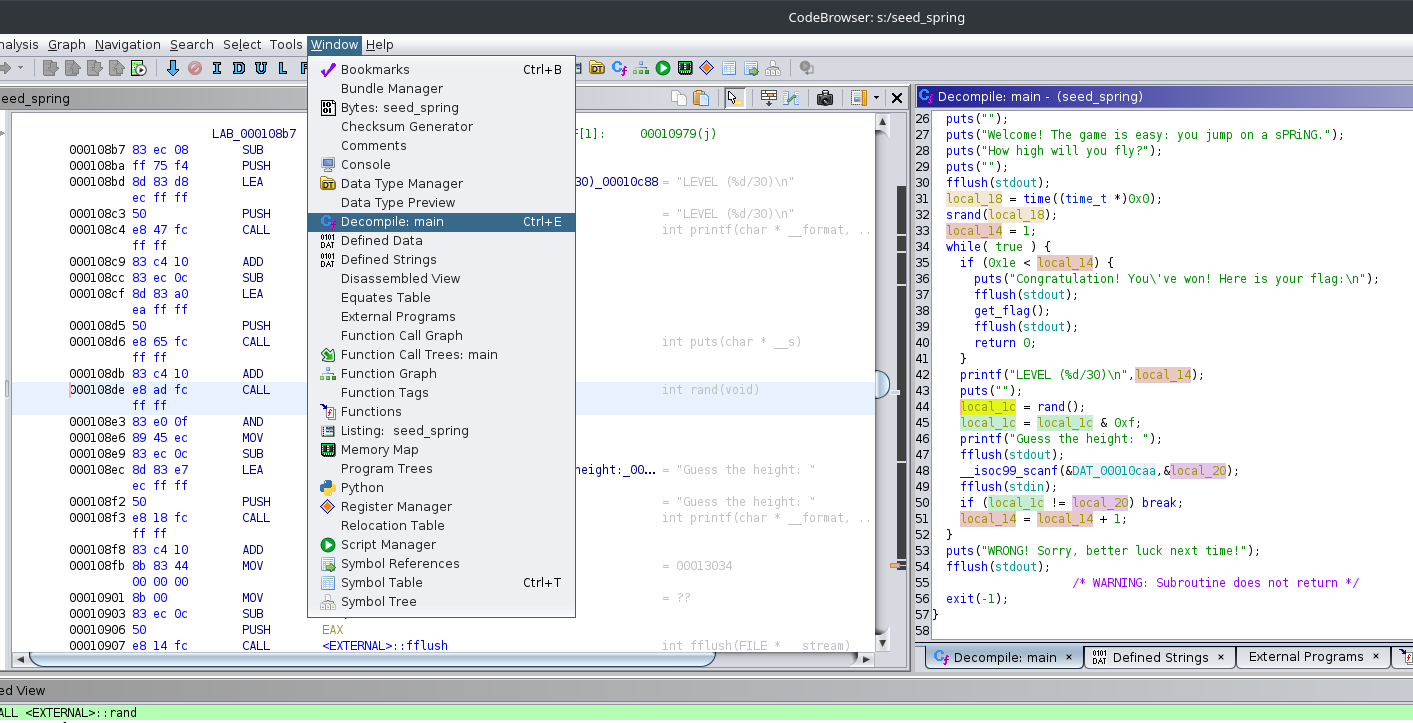 CodeBrowser: s:/seed_spring
nalysis Graph Navigation Search Select Tools Window Help
I D U L F
eed_spring
LAB_000108b7 f[1]: 00010979(j)
000108b7 83 ec 08 SUB
000108ba ff 75 f4 PUSH
000108bd 8d 83 d8 LEA 30)_00010c88 = "LEVEL (%d/30)\n"
ec ff ff
000108c3 50 PUSH = "LEVEL (%d/30)\n"
000108c4 e8 47 fc CALL int printf(char * __format, ..
ff ff
000108c9 83 c4 10 ADD
000108cc 83 ec 0c SUB
000108cf 8d 83 a0 LEA
ea ff ff
000108d5 50 PUSH
000108d6 e8 65 fc CALL int puts(char * __s)
ff ff
000108db 83 c4 10 ADD
000108de e8 ad fc CALL int rand(void)
ff ff
000108e3 83 e0 0f AND
000108e6 89 45 ec MOV
000108e9 83 ec 0c SUB
000108ec 8d 83 e7 LEA height:_00... = "Guess the height: "
ec ff ff
000108f2 50 PUSH = "Guess the height: "
000108f3 e8 18 fc CALL int printf(char * __format, ..
ff ff
000108f8 83 c4 10 ADD
000108fb 8b 83 44 MOV = 00013034
00 00 00
00010901 8b 00 MOV = ??
00010903 83 ec 0c SUB
00010906 50 PUSH EAX
00010907 e8 14 fc CALL <EXTERNAL>::fflush int fflush(FILE * __stream)
Bookmarks Ctrl+B
Bundle Manager
Bytes: seed_spring
Checksum Generator
Comments
Console
Data Type Manager
Data Type Preview
Decompile: main Ctrl+E
Defined Data
Defined Strings
Disassembled View
Equates Table
External Programs
Function Call Graph
Function Call Trees: main
Function Graph
Function Tags
Functions
Listing: seed_spring
Memory Map
Program Trees
Python
Register Manager
Relocation Table
Script Manager
Symbol References
Symbol Table Ctrl+T
Symbol Tree
Decompile: main - (seed_spring)
26 puts("");
27 puts("Welcome! The game is easy: you jump on a sPRiNG.");
28 puts("How high will you fly?");
29 puts("");
30 fflush(stdout);
31 local_18 = time((time_t *)0x0);
32 srand(local_18);
33 local_14 = 1;
34 while( true ) {
35 if (0x1e < local_14) {
36 puts("Congratulation! You\'ve won! Here is your flag:\n");
37 fflush(stdout);
38 get_flag();
39 fflush(stdout);
40 return 0;
41 }
42 printf("LEVEL (%d/30)\n",local_14);
43 puts("");
44 local_1c = rand();
45 local_1c = local_1c & 0xf;
46 printf("Guess the height: ");
47 fflush(stdout);
48 __isoc99_scanf(&DAT_00010caa,&local_20);
49 fflush(stdin);
50 if (local_1c != local_20) break;
51 local_14 = local_14 + 1;
52 }
53 puts("WRONG! Sorry, better luck next time!");
54 fflush(stdout);
55 /* WARNING: Subroutine does not return */
56 exit(-1);
57 }
58
Decompile: main × Defined Strings × External Programs ×
ed View
ALL <EXTERNAL>::rand